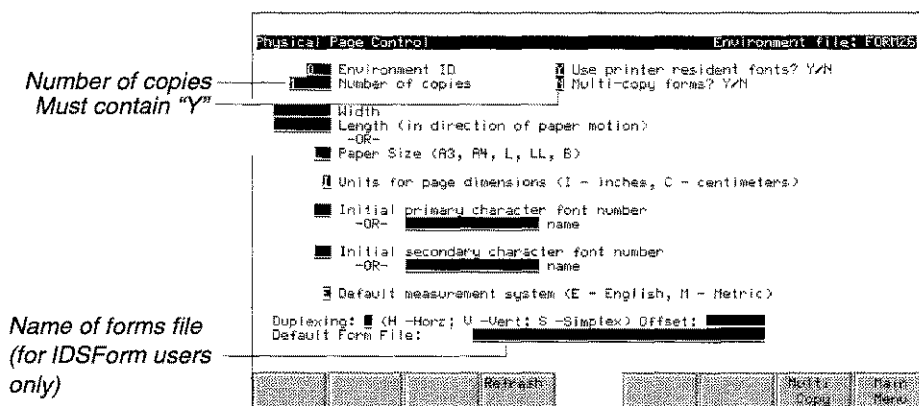 Physical Page Control Environment file: FORM26
0 Environment ID Y Use printer resident fonts? Y/N
1 Number of copies N Multi-copy forms? Y/N
Number of copies
Must contain "Y"
Width
Length (in direction of paper motion)
-OR-
Paper Size (A3, A4, L, LL, B)
I Units for page dimensions (I - inches, C - centimeters)
Initial primary character font number
-OR- name
Initial secondary character font number
-OR- name
Default measurement system (E - English, M - Metric)
Duplexing: (H -Horz; V -Vert; S -Simplex) Offset:
Default Form File:
Name of forms file
(for IDSForm users
only)
Refresh Multi Copy Main Menu